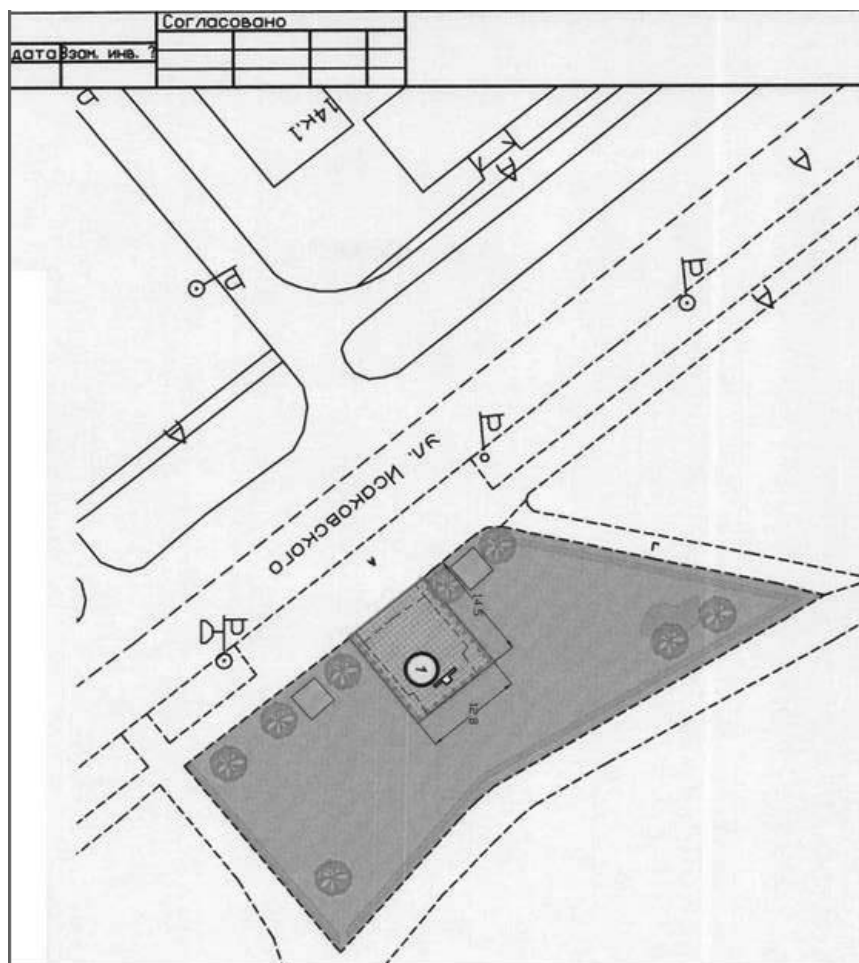 Согласовано
дата
Взам. инв. ?
14к.1
А
А
А
А
ул. Исаковского
г
14,5
1
12,8